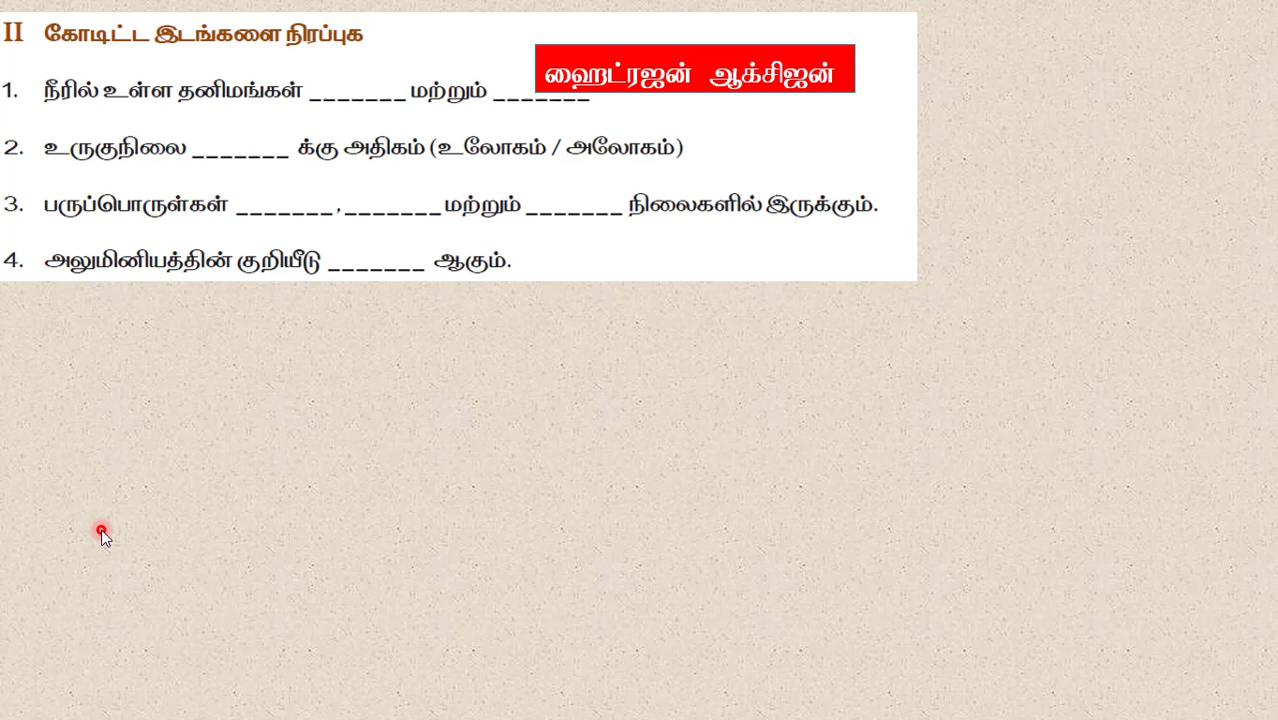 II கோடிட்ட இடங்களை நிரப்புக
ஹைட்ரஜன் ஆக்சிஜன்
1. நீரில் உள்ள தனிமங்கள் _______ மற்றும் _______
2. உருகுநிலை _______ க்கு அதிகம் (உலோகம் / அலோகம்)
3. பருப்பொருள்கள் _______ , _______ மற்றும் _______ நிலைகளில் இருக்கும்.
4. அலுமினியத்தின் குறியீடு _______ ஆகும்.